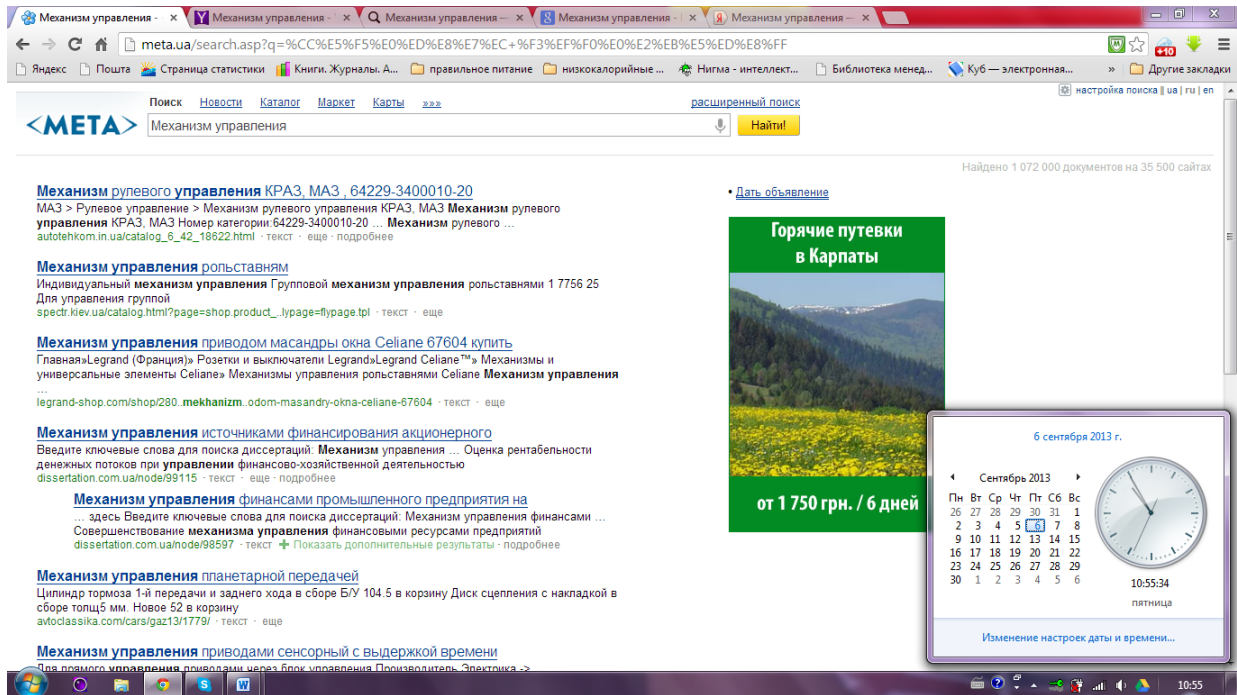 Механизм управления -
Механизм управления -
Механизм управления —
Механизм управления -
Механизм управления —
meta.ua/search.asp?q=%CC%E5%F5%E0%ED%E8%E7%EC+%F3%EF%F0%E0%E2%EB%E5%ED%E8%FF
+10
Яндекс Почта Страница статистики Книги. Журналы. А... правильное питание низкокалорийные ... Нигма - интеллект... Библиотека менед... Куб — электронная... » Другие закладки
настройка поиска || ua | ru | en
Поиск Новости Каталог Маркет Карты »»» расширенный поиск
<МЕТА> Механизм управления Найти!
Найдено 1 072 000 документов на 35 500 сайтах
Механизм рулевого управления КРАЗ, МАЗ , 64229-3400010-20
МАЗ > Рулевое управление > Механизм рулевого управления КРАЗ, МАЗ Механизм рулевого
управления КРАЗ, МАЗ Номер категории:64229-3400010-20 ... Механизм рулевого ...
autotehkom.in.ua/catalog_6_42_18622.html · текст · еще · подробнее
Механизм управления рольставням
Индивидуальный механизм управления Групповой механизм управления рольставнями 1 7756 25
Для управления группой
spectr.kiev.ua/catalog.html?page=shop.product_..lypage=flypage.tpl · текст · еще
Механизм управления приводом масандры окна Celiane 67604 купить
Главная»Legrand (Франция)» Розетки и выключатели Legrand»Legrand Celiane™» Механизмы и
универсальные элементы Celiane» Механизмы управления рольставнями Celiane Механизм управления
...
legrand-shop.com/shop/280..mekhanizm..odom-masandry-okna-celiane-67604 · текст · еще
Механизм управления источниками финансирования акционерного
Введите ключевые слова для поиска диссертаций: Механизм управления ... Оценка рентабельности
денежных потоков при управлении финансово-хозяйственной деятельностью
dissertation.com.ua/node/99115 · текст · еще · подробнее
Механизм управления финансами промышленного предприятия на
... здесь Введите ключевые слова для поиска диссертаций: Механизм управления финансами ...
Совершенствование механизма управления финансовыми ресурсами предприятий
dissertation.com.ua/node/98597 · текст + Показать дополнительные результаты · подробнее
Механизм управления планетарной передачей
Цилиндр тормоза 1-й передачи и заднего хода в сборе Б/У 104.5 в корзину Диск сцепления с накладкой в
сборе толщ5 мм. Новое 52 в корзину
avtoclassika.com/cars/gaz13/1779/ · текст · еще
Механизм управления приводами сенсорный с выдержкой времени
Для прямого управления приводами через блок управления Производитель Электрика ->
• Дать объявление
Горячие путевки
в Карпаты
от 1 750 грн. / 6 дней
6 сентября 2013 г.
Сентябрь 2013
Пн Вт Ср Чт Пт Сб Вс
26 27 28 29 30 31 1
2 3 4 5 6 7 8
9 10 11 12 13 14 15
16 17 18 19 20 21 22
23 24 25 26 27 28 29
30 1 2 3 4 5 6
10:55:34
пятница
Изменение настроек даты и времени...
10:55